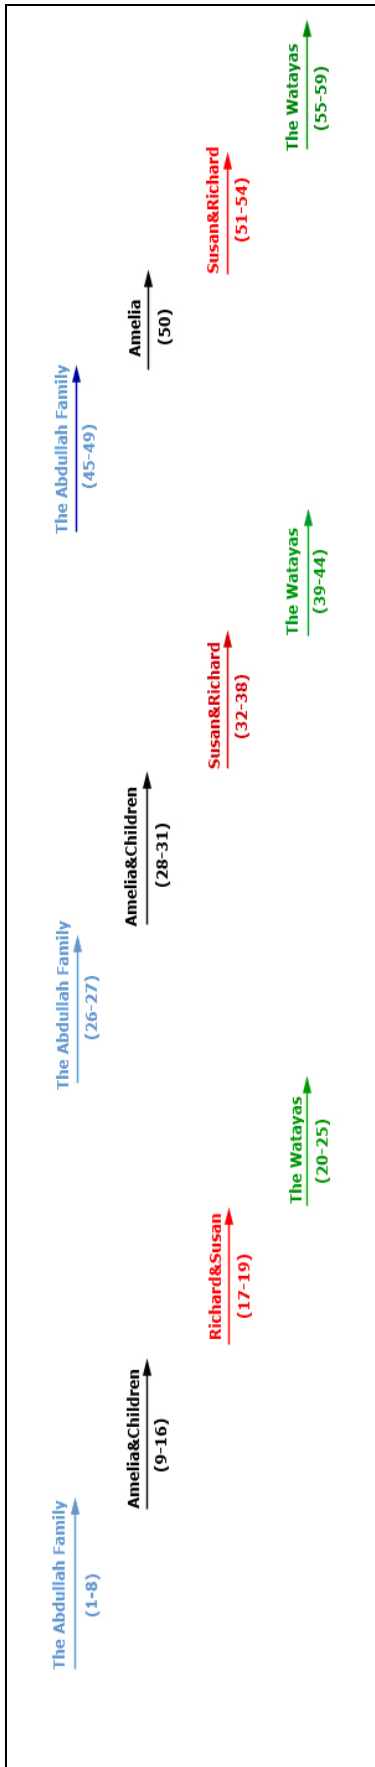 The Abdullah Family
(1-8)
Amelia&Children
(9-16)
Richard&Susan
(17-19)
The Watayas
(20-25)
The Abdullah Family
(26-27)
Amelia&Children
(28-31)
Susan&Richard
(32-38)
The Watayas
(39-44)
The Abdullah Family
(45-49)
Amelia
(50)
Susan&Richard
(51-54)
The Watayas
(55-59)